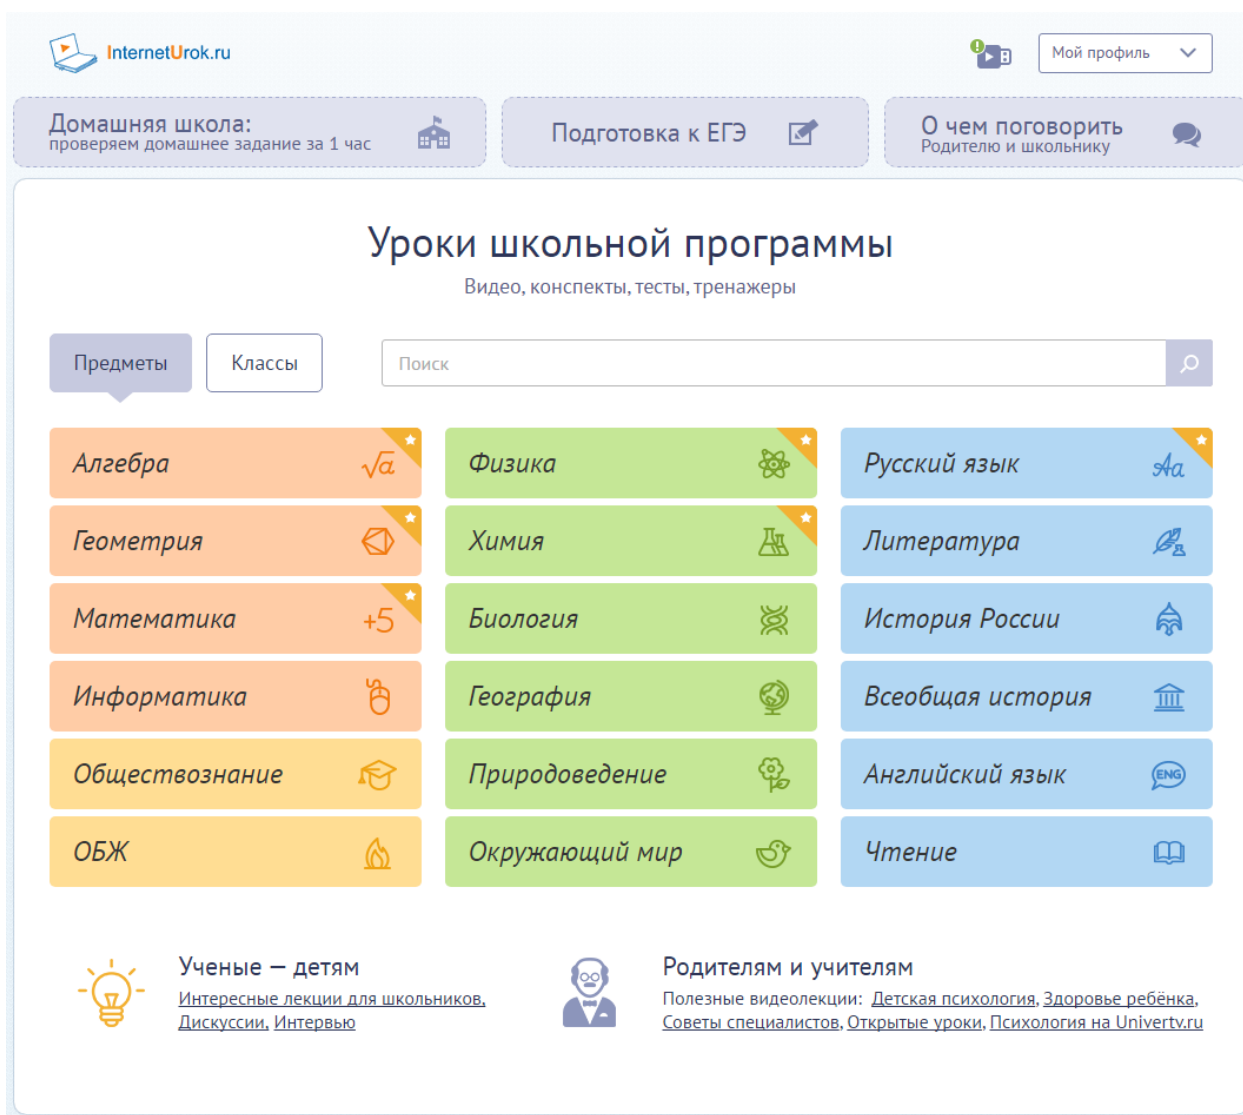 InternetUrok.ru
Мой профиль
Домашняя школа:
проверяем домашнее задание за 1 час
Подготовка к ЕГЭ
О чем поговорить
Родителю и школьнику
Уроки школьной программы
Видео, конспекты, тесты, тренажеры
Предметы
Классы
Поиск
Алгебра
√a
Физика
Русский язык
Aa
Геометрия
Химия
Литература
Математика
+5
Биология
История России
Информатика
География
Всеобщая история
Обществознание
Природоведение
Английский язык
ENG
ОБЖ
Окружающий мир
Чтение
Ученые — детям
Интересные лекции для школьников,
Дискуссии, Интервью
Родителям и учителям
Полезные видеолекции: Детская психология, Здоровье ребёнка,
Советы специалистов, Открытые уроки, Психология на Univertv.ru